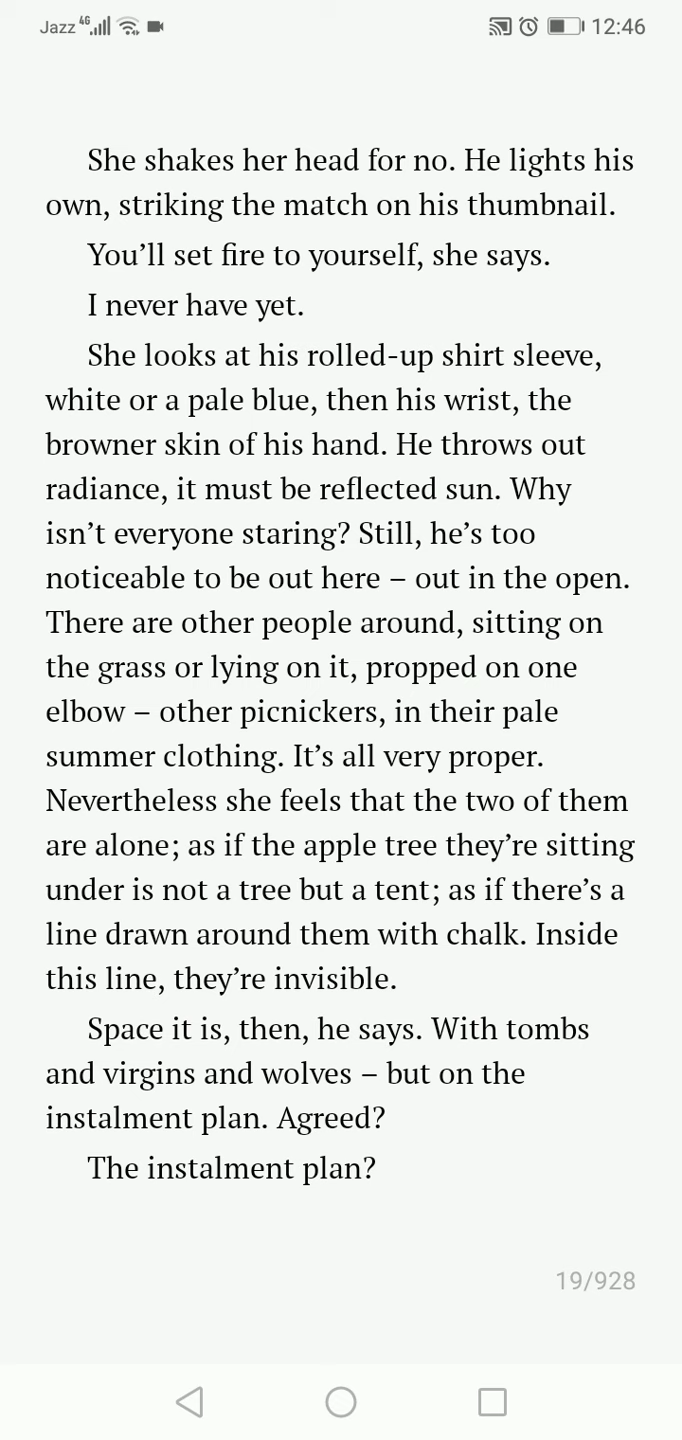 Jazz 4G 12:46
She shakes her head for no. He lights his
own, striking the match on his thumbnail.
You’ll set fire to yourself, she says.
I never have yet.
She looks at his rolled-up shirt sleeve,
white or a pale blue, then his wrist, the
browner skin of his hand. He throws out
radiance, it must be reflected sun. Why
isn’t everyone staring? Still, he’s too
noticeable to be out here – out in the open.
There are other people around, sitting on
the grass or lying on it, propped on one
elbow – other picnickers, in their pale
summer clothing. It’s all very proper.
Nevertheless she feels that the two of them
are alone; as if the apple tree they’re sitting
under is not a tree but a tent; as if there’s a
line drawn around them with chalk. Inside
this line, they’re invisible.
Space it is, then, he says. With tombs
and virgins and wolves – but on the
instalment plan. Agreed?
The instalment plan?
19/928